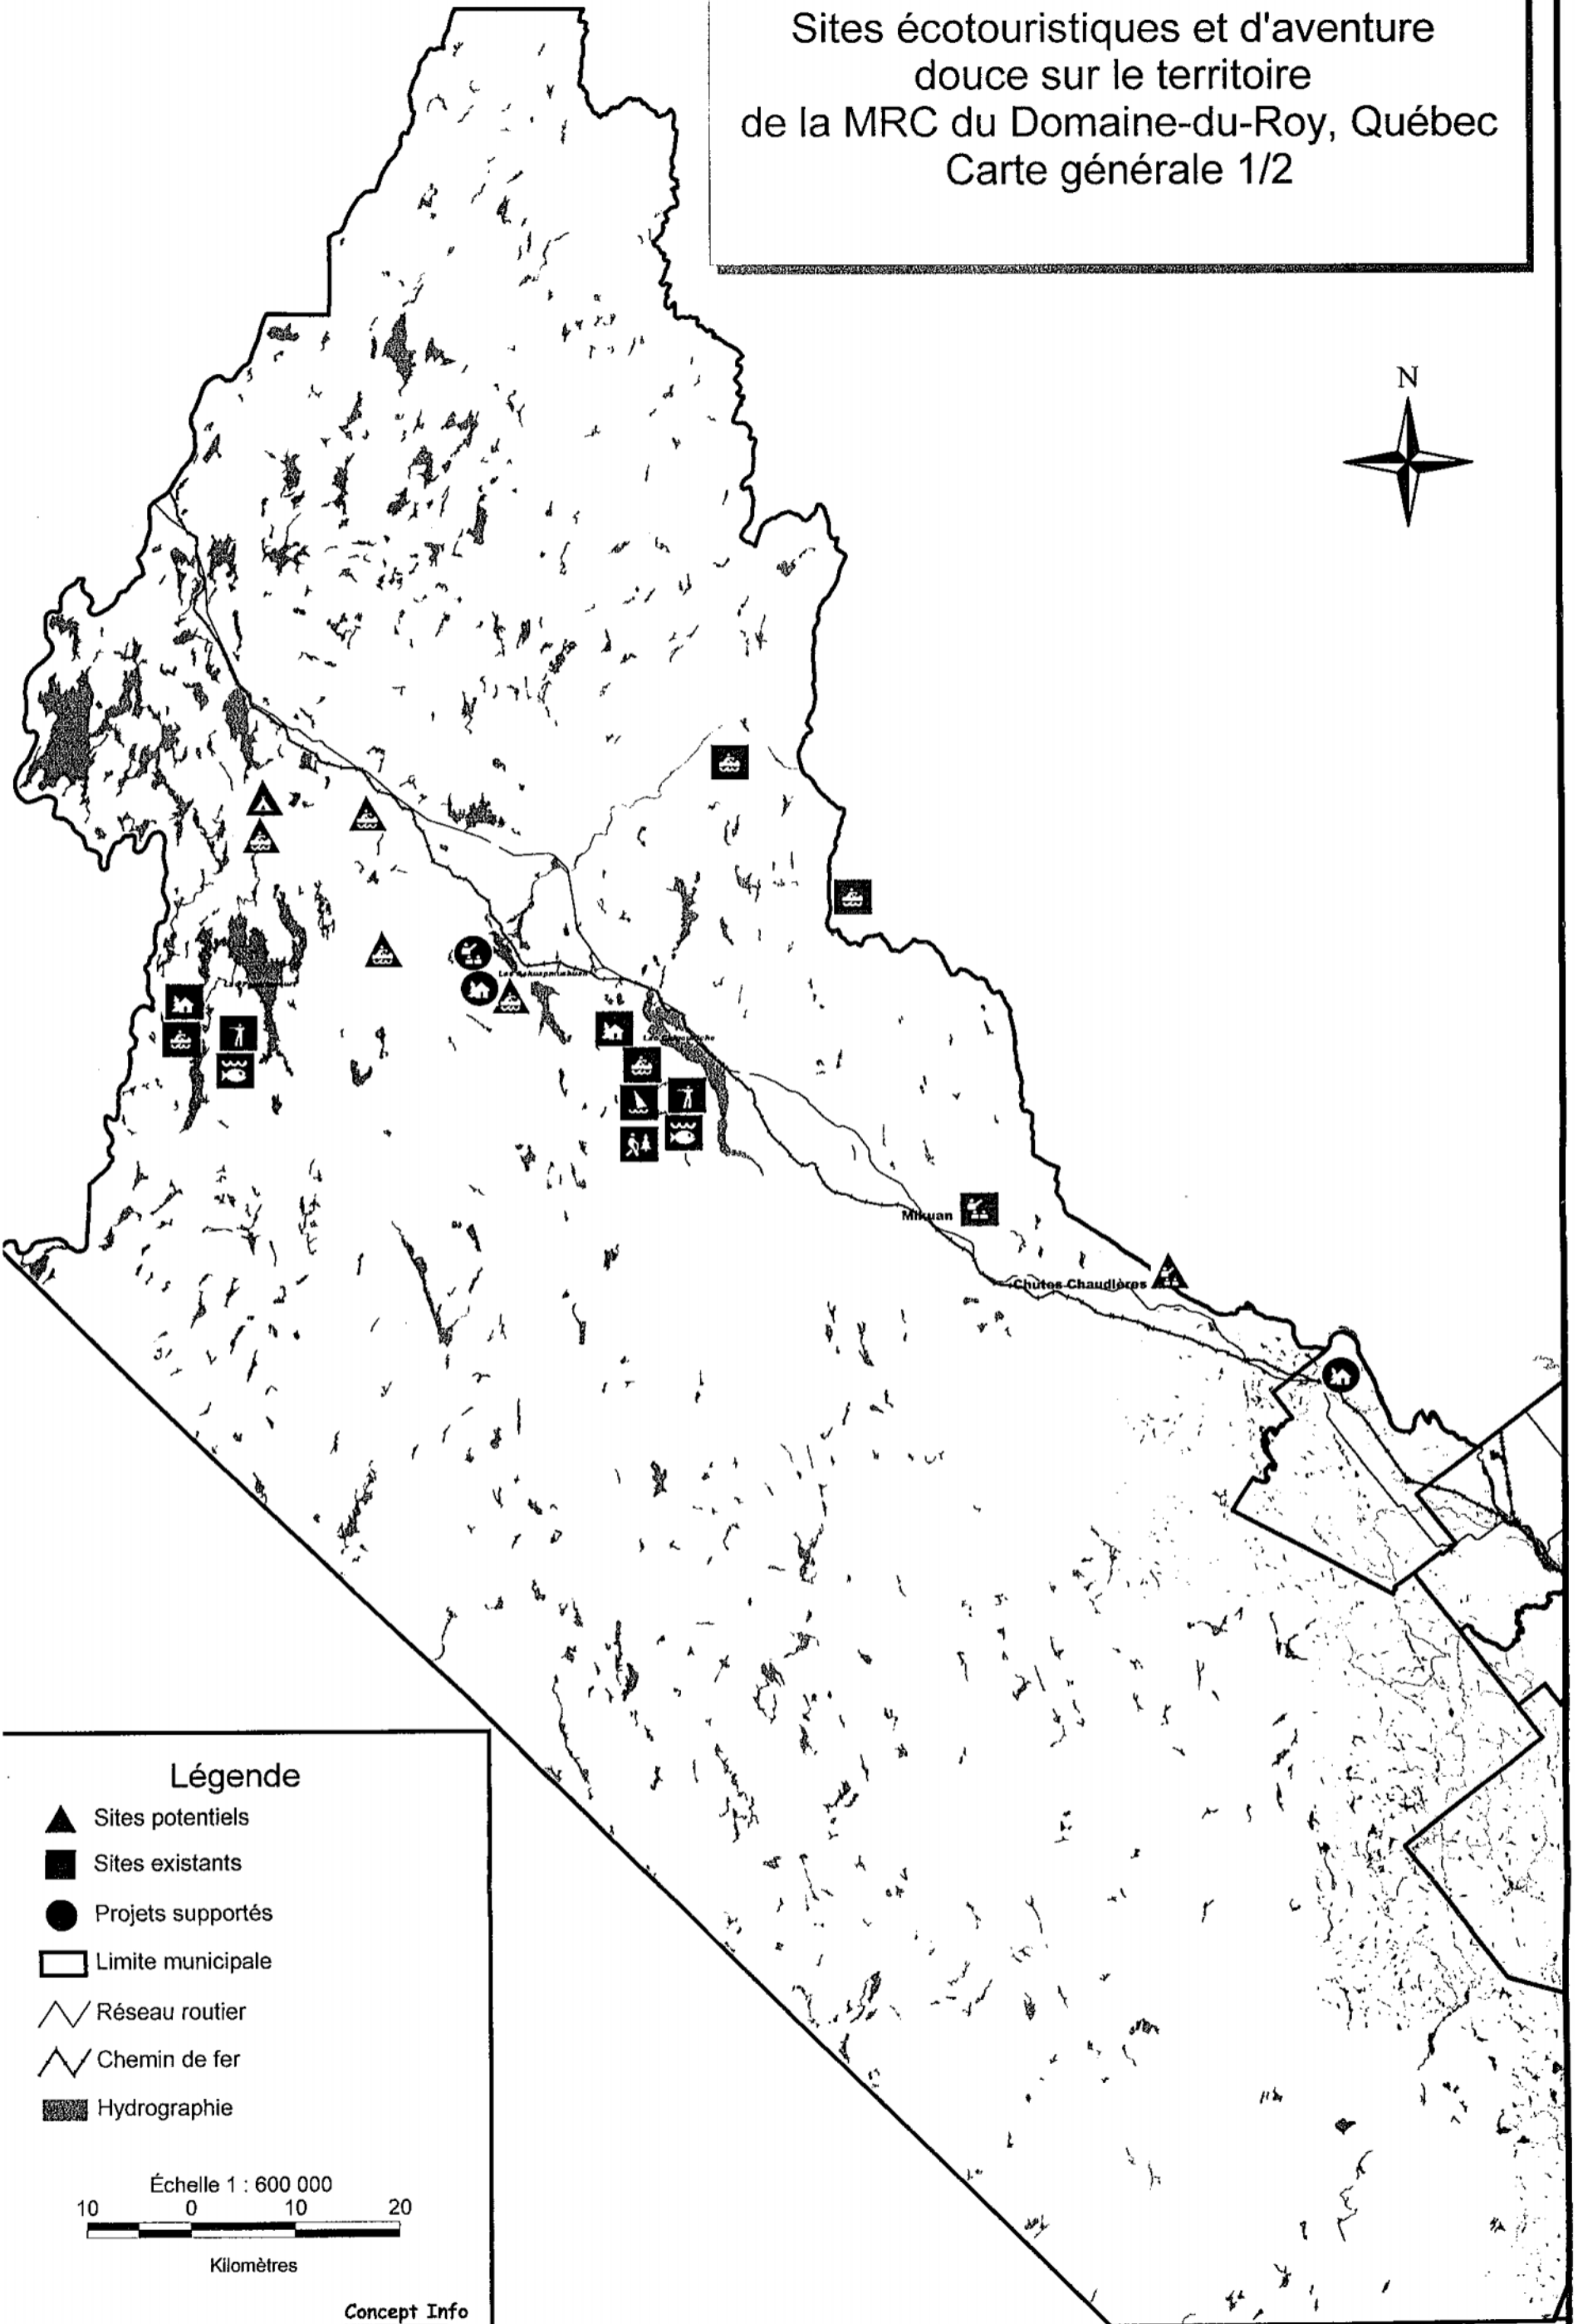 Sites écotouristiques et d'aventure
douce sur le territoire
de la MRC du Domaine-du-Roy, Québec
Carte générale 1/2
N
Mikuan
Chutes Chaudières
Légende
Sites potentiels
Sites existants
Projets supportés
Limite municipale
Réseau routier
Chemin de fer
Hydrographie
Échelle 1 : 600 000
10 0 10 20
Kilomètres
Concept Info